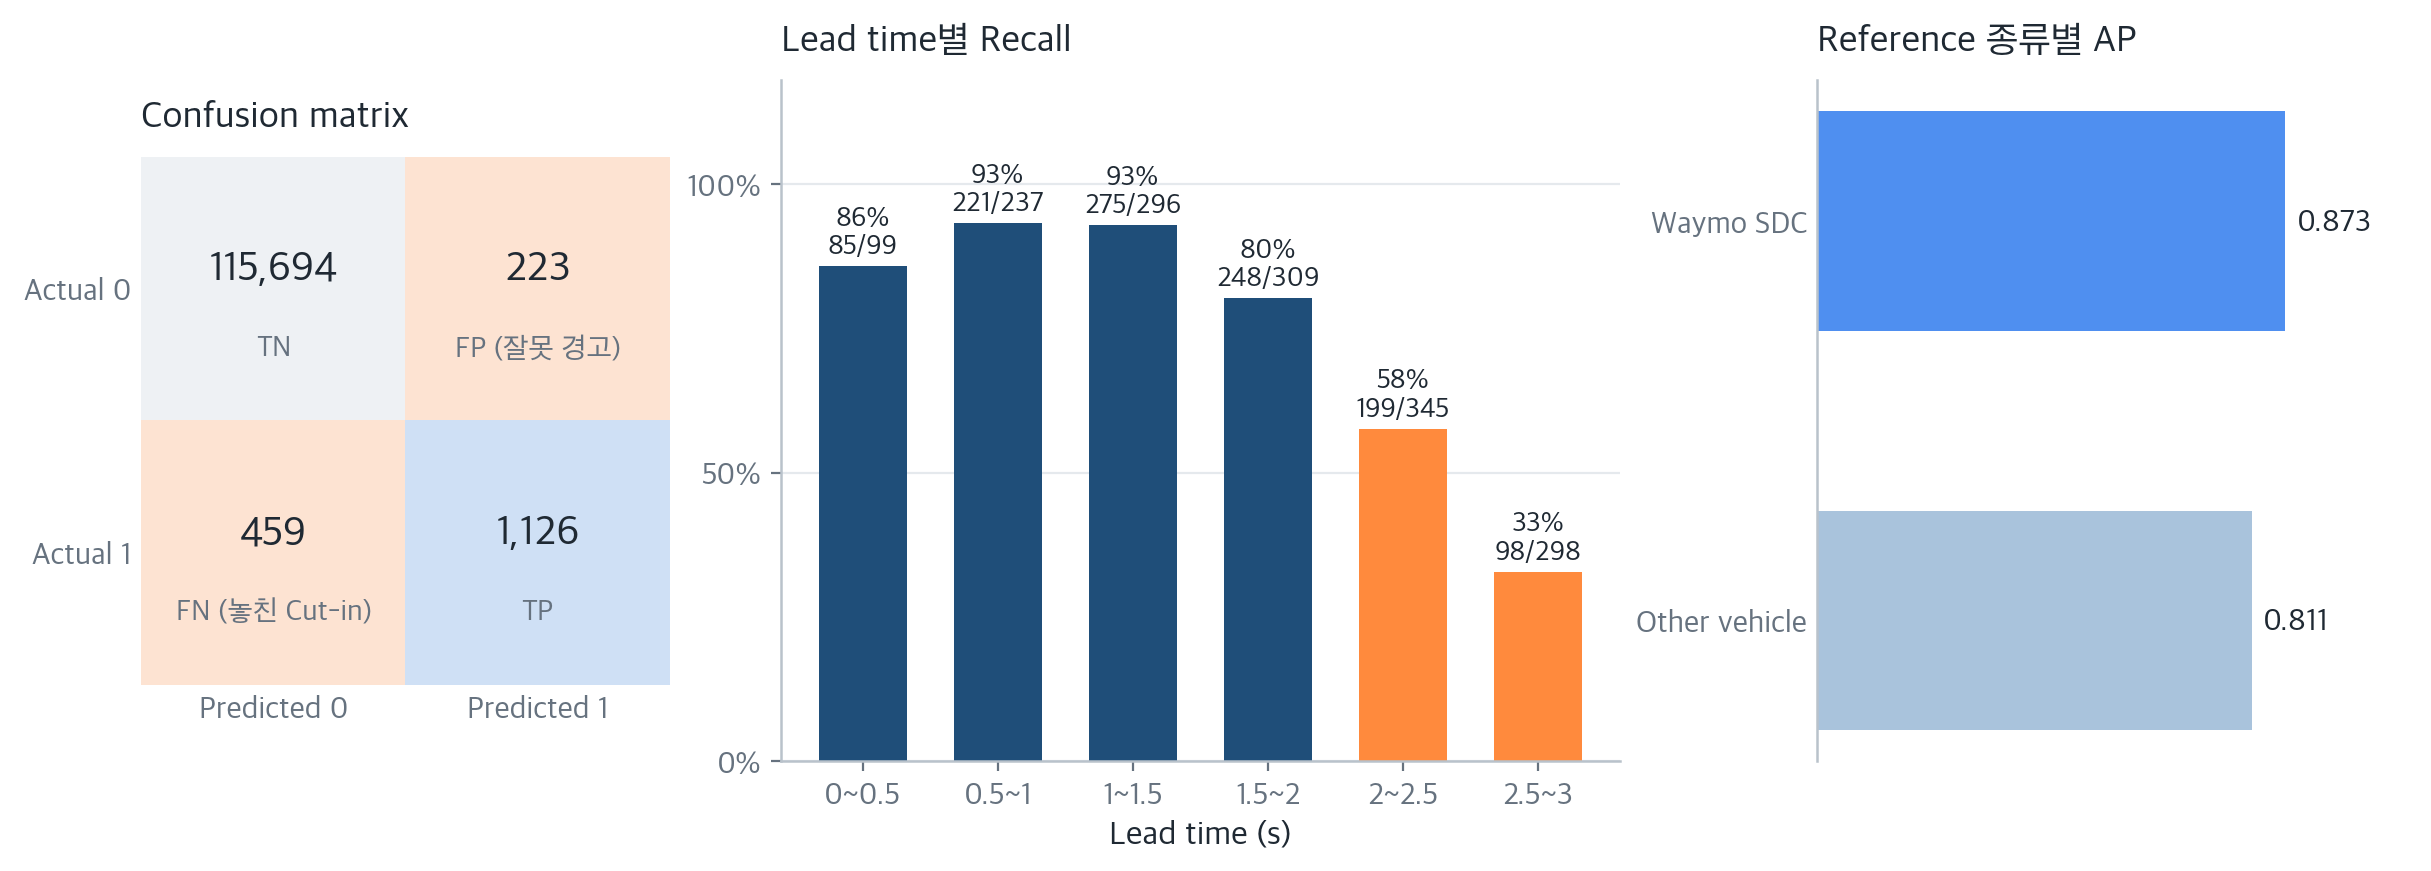 Confusion matrix
Actual 0
115,694
TN
223
FP (잘못 경고)
Actual 1
459
FN (놓친 Cut-in)
1,126
TP
Predicted 0
Predicted 1
Lead time별 Recall
100%
50%
0%
86%
85/99
93%
221/237
93%
275/296
80%
248/309
58%
199/345
33%
98/298
0~0.5
0.5~1
1~1.5
1.5~2
2~2.5
2.5~3
Lead time (s)
Reference 종류별 AP
Waymo SDC
0.873
Other vehicle
0.811